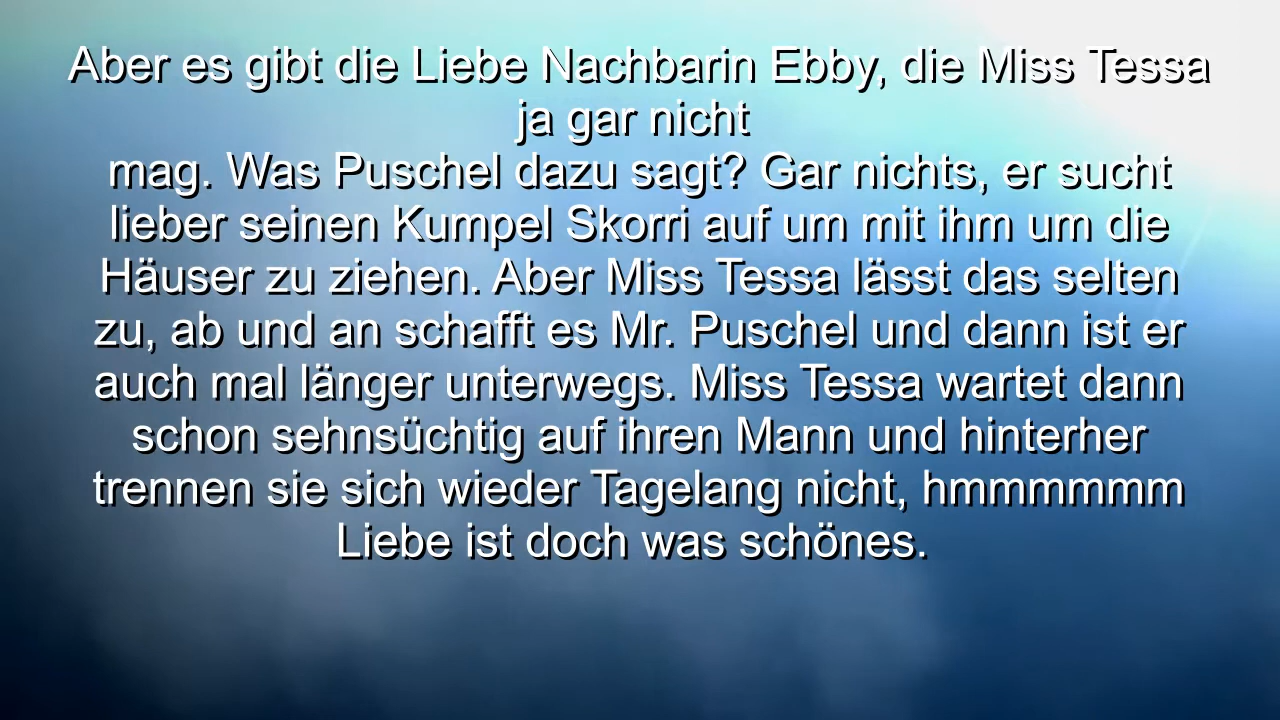 Aber es gibt die Liebe Nachbarin Ebby, die Miss Tessa
ja gar nicht
mag. Was Puschel dazu sagt? Gar nichts, er sucht
lieber seinen Kumpel Skorri auf um mit ihm um die
Häuser zu ziehen. Aber Miss Tessa lässt das selten
zu, ab und an schafft es Mr. Puschel und dann ist er
auch mal länger unterwegs. Miss Tessa wartet dann
schon sehnsüchtig auf ihren Mann und hinterher
trennen sie sich wieder Tagelang nicht, hmmmmmm
Liebe ist doch was schönes.